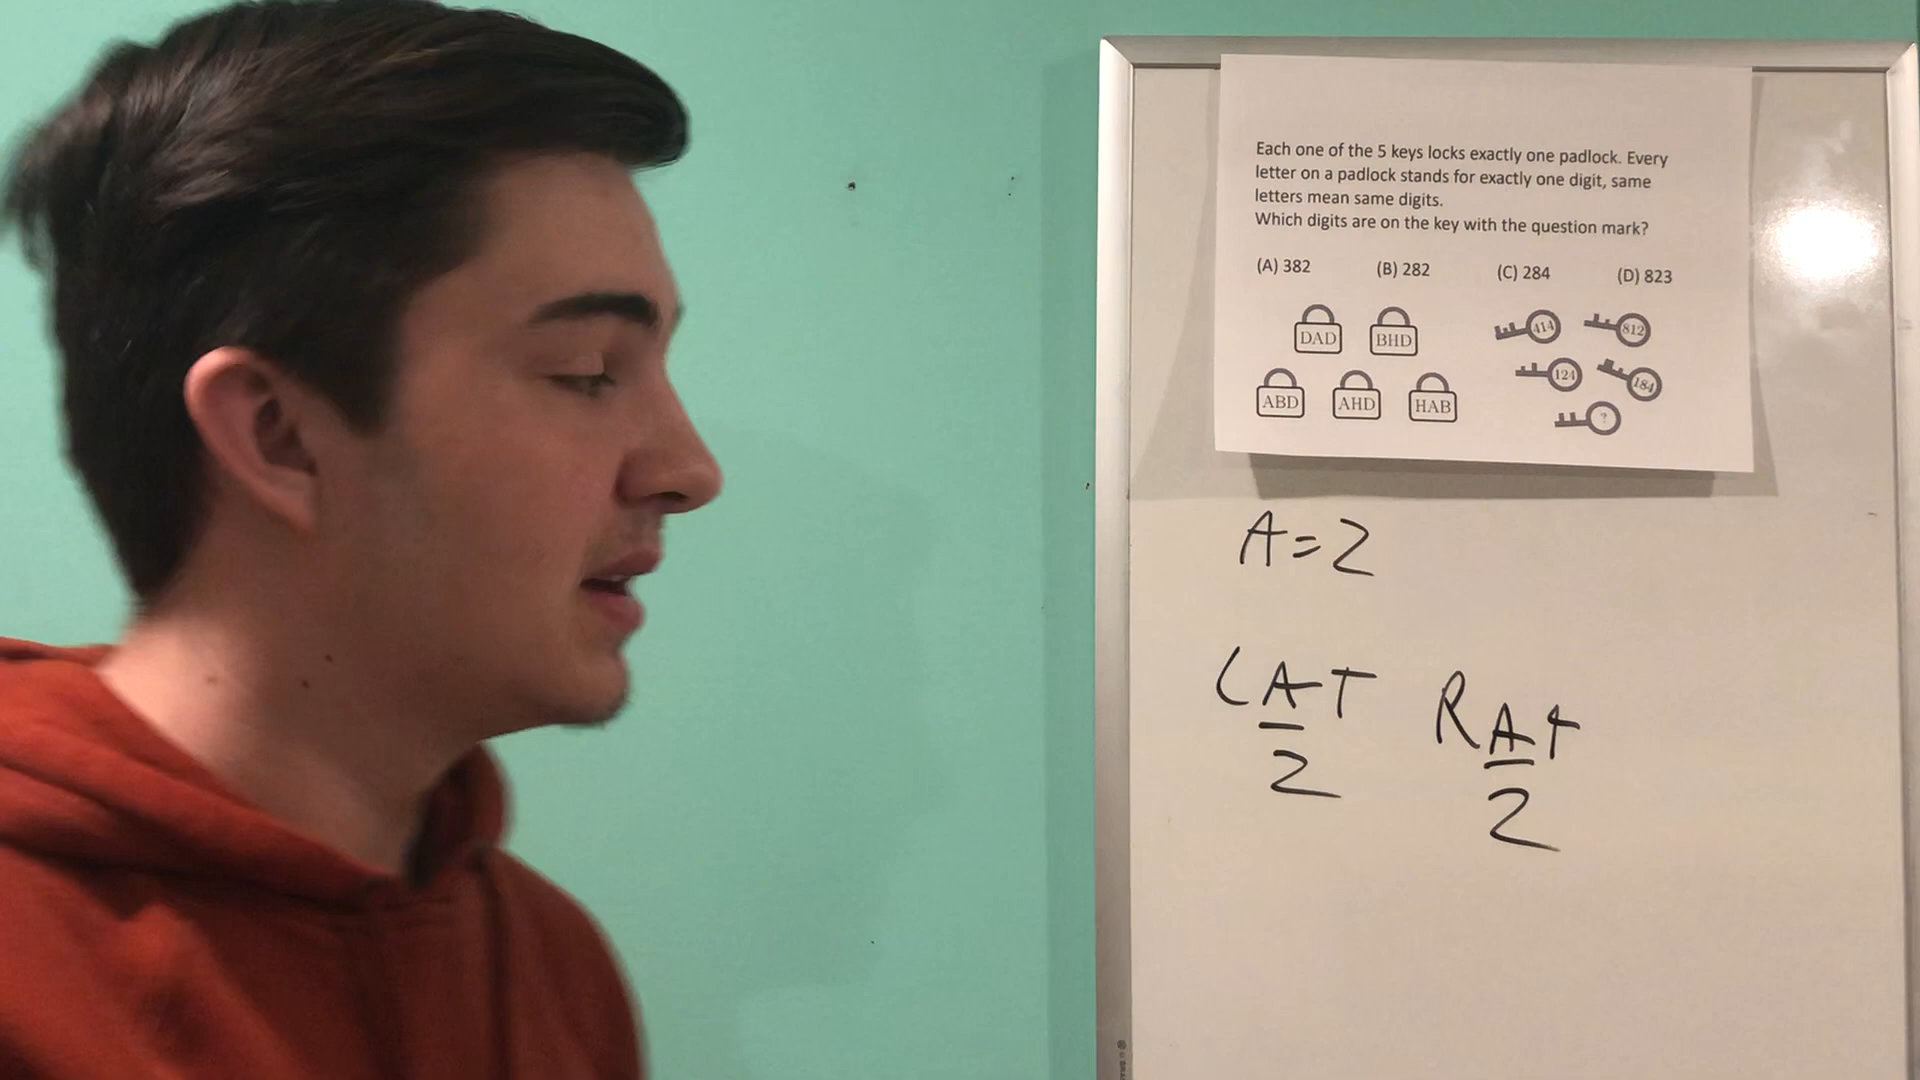 Each one of the 5 keys locks exactly one padlock. Every
letter on a padlock stands for exactly one digit, same
letters mean same digits.
Which digits are on the key with the question mark?
(A) 382 (B) 282 (C) 284 (D) 823
DAD BHD 414 812
124 184
ABD AHD HAB ?
A=2
CAT RAT
2 2